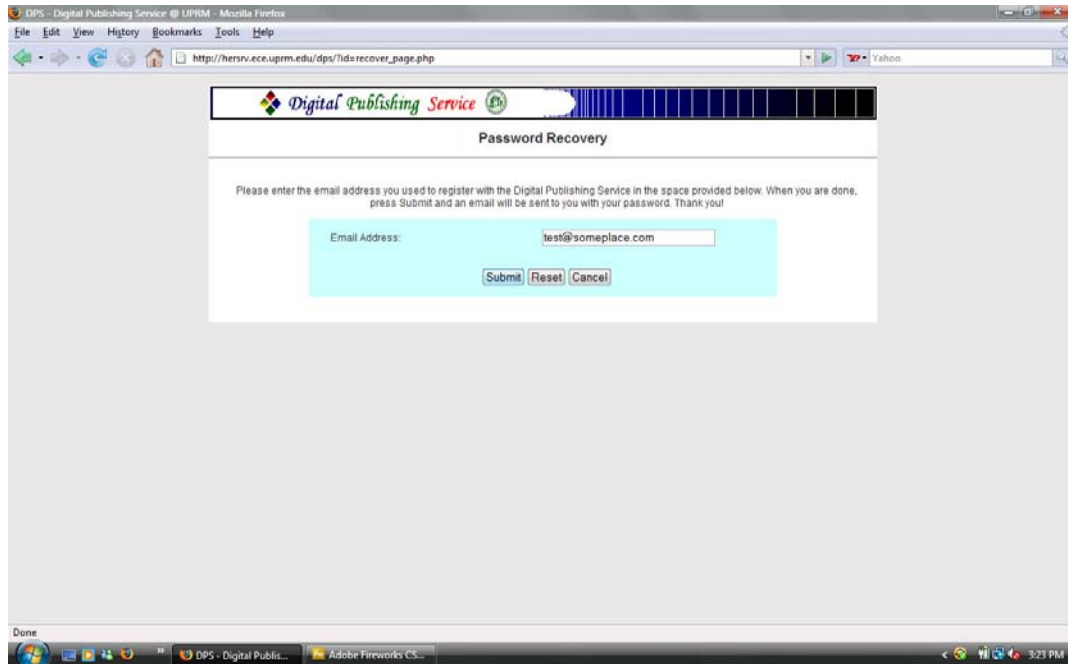 DPS - Digital Publishing Service @ UPRM - Mozilla Firefox
File Edit View History Bookmarks Tools Help
http://hersrv.ece.uprm.edu/dps/?id=recover_page.php
Yahoo
Digital Publishing Service
Password Recovery
Please enter the email address you used to register with the Digital Publishing Service in the space provided below. When you are done,
press Submit and an email will be sent to you with your password. Thank you!
Email Address: test@someplace.com
Submit Reset Cancel
Done
DPS - Digital Publis... Adobe Fireworks CS... 3:23 PM